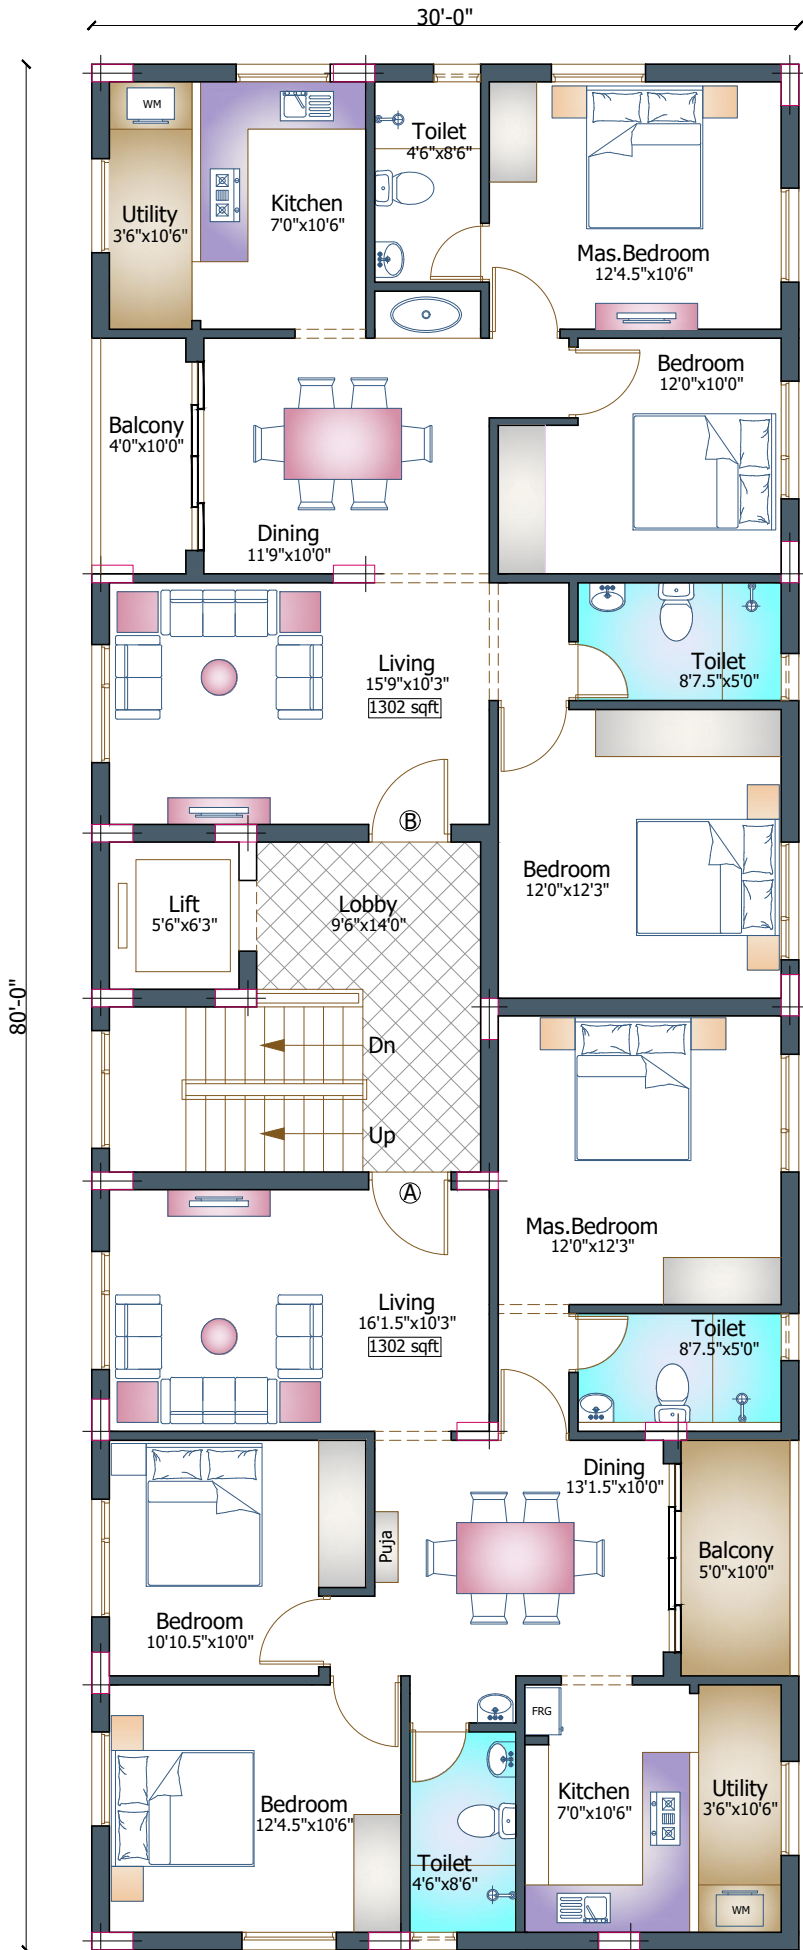 30'-0"
80'-0"
WM
Utility
3'6"x10'6"
Kitchen
7'0"x10'6"
Toilet
4'6"x8'6"
Mas.Bedroom
12'4.5"x10'6"
Bedroom
12'0"x10'0"
Balcony
4'0"x10'0"
Dining
11'9"x10'0"
Living
15'9"x10'3"
1302 sqft
Toilet
8'7.5"x5'0"
B
Bedroom
12'0"x12'3"
Lift
5'6"x6'3"
Lobby
9'6"x14'0"
Dn
Up
A
Mas.Bedroom
12'0"x12'3"
Living
16'1.5"x10'3"
1302 sqft
Toilet
8'7.5"x5'0"
Dining
13'1.5"x10'0"
Puja
Balcony
5'0"x10'0"
Bedroom
10'10.5"x10'0"
FRG
Bedroom
12'4.5"x10'6"
Toilet
4'6"x8'6"
Kitchen
7'0"x10'6"
Utility
3'6"x10'6"
WM